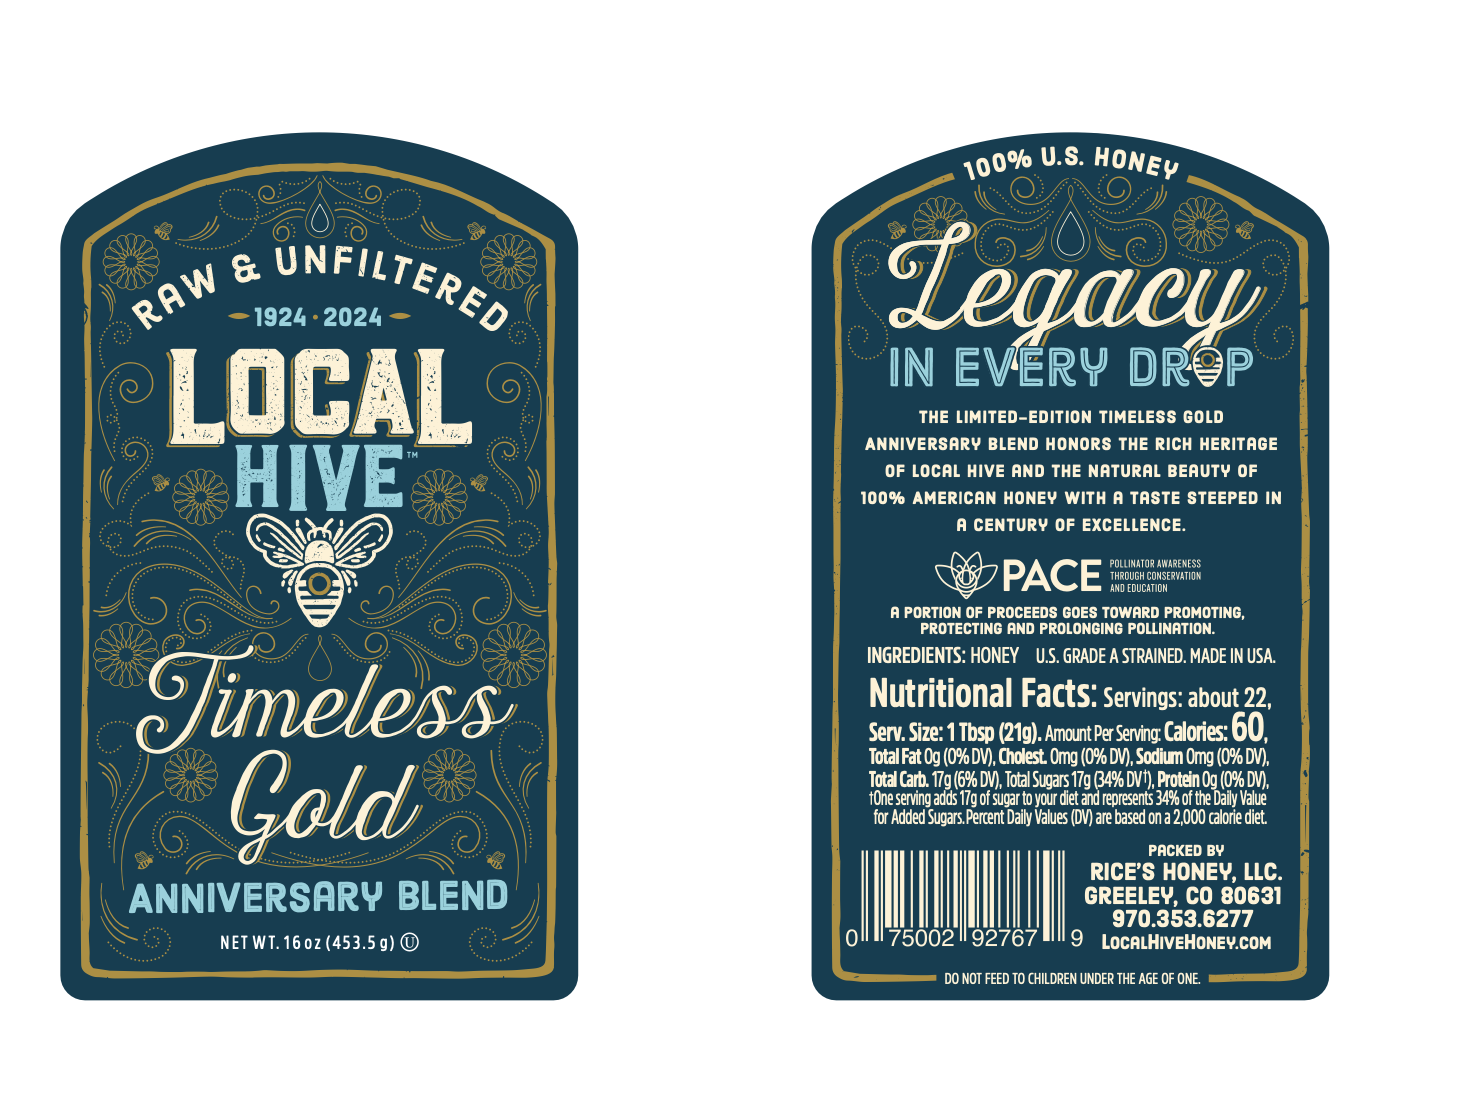 RAW & UNFILTERED
1924 · 2024
LOCAL
HIVE™
Timeless
Gold
ANNIVERSARY BLEND
NET WT. 16 oz (453.5 g) Ⓤ
100% U.S. HONEY
Legacy
IN EVERY DROP
THE LIMITED-EDITION TIMELESS GOLD
ANNIVERSARY BLEND HONORS THE RICH HERITAGE
OF LOCAL HIVE AND THE NATURAL BEAUTY OF
100% AMERICAN HONEY WITH A TASTE STEEPED IN
A CENTURY OF EXCELLENCE.
PACE
POLLINATOR AWARENESS
THROUGH CONSERVATION
AND EDUCATION
A PORTION OF PROCEEDS GOES TOWARD PROMOTING,
PROTECTING AND PROLONGING POLLINATION.
INGREDIENTS: HONEY U.S. GRADE A STRAINED. MADE IN USA.
Nutritional Facts: Servings: about 22,
Serv. Size: 1 Tbsp (21g). Amount Per Serving: Calories: 60,
Total Fat 0g (0% DV), Cholest. 0mg (0% DV), Sodium 0mg (0% DV),
Total Carb. 17g (6% DV), Total Sugars 17g (34% DV†), Protein 0g (0% DV),
†One serving adds 17g of sugar to your diet and represents 34% of the Daily Value
for Added Sugars. Percent Daily Values (DV) are based on a 2,000 calorie diet.
0 75002 92767 9
PACKED BY
RICE'S HONEY, LLC.
GREELEY, CO 80631
970.353.6277
LOCALHIVEHONEY.COM
DO NOT FEED TO CHILDREN UNDER THE AGE OF ONE.